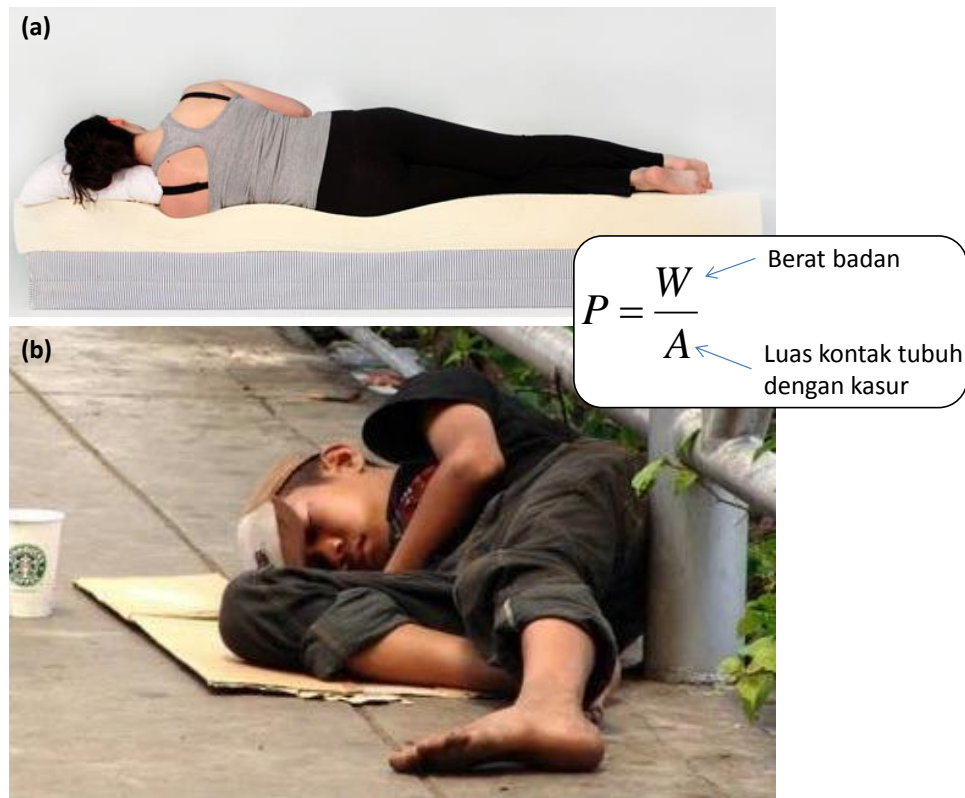 (a)
P = W / A
Berat badan
Luas kontak tubuh
dengan kasur
(b)